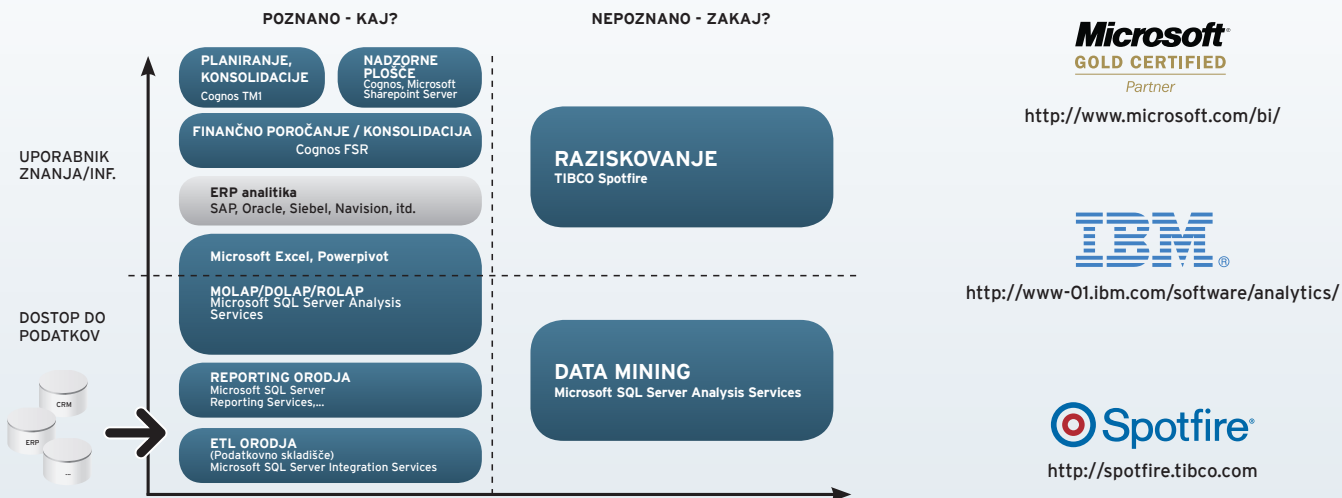 POZNANO - KAJ?
NEPOZNANO - ZAKAJ?
PLANIRANJE,
KONSOLIDACIJE
Cognos TM1
NADZORNE
PLOŠČE
Cognos, Microsoft
Sharepoint Server
FINANČNO POROČANJE / KONSOLIDACIJA
Cognos FSR
UPORABNIK
ZNANJA/INF.
ERP analitika
SAP, Oracle, Siebel, Navision, itd.
RAZISKOVANJE
TIBCO Spotfire
Microsoft Excel, Powerpivot
MOLAP/DOLAP/ROLAP
Microsoft SQL Server Analysis
Services
DOSTOP DO
PODATKOV
REPORTING ORODJA
Microsoft SQL Server
Reporting Services,...
DATA MINING
Microsoft SQL Server Analysis Services
CRM
ERP
...
ETL ORODJA
(Podatkovno skladišče)
Microsoft SQL Server Integration Services
Microsoft®
GOLD CERTIFIED
Partner
http://www.microsoft.com/bi/
IBM®
http://www-01.ibm.com/software/analytics/
Spotfire®
http://spotfire.tibco.com